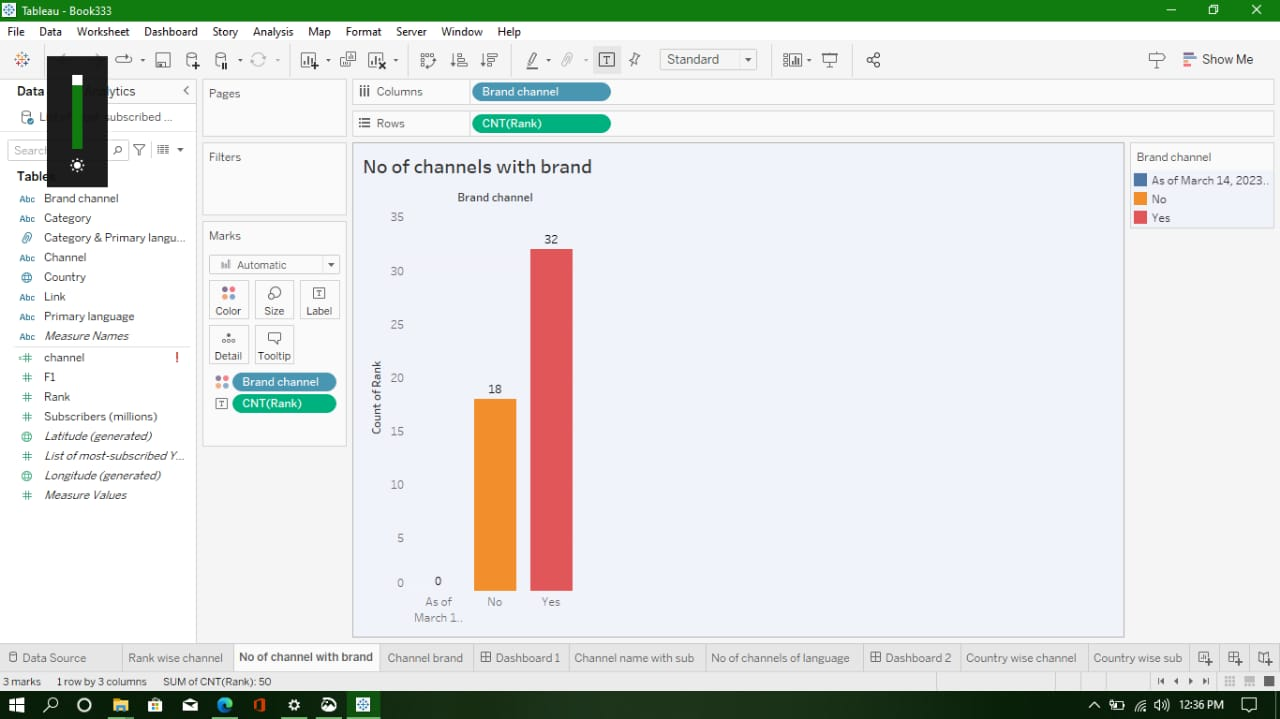 Tableau - Book333
File Data Worksheet Dashboard Story Analysis Map Format Server Window Help
Standard
Show Me
Data
Analytics
subscribed ...
Search
Tables
Brand channel
Category
Category & Primary langu...
Channel
Country
Link
Primary language
Measure Names
channel
F1
Rank
Subscribers (millions)
Latitude (generated)
List of most-subscribed Y...
Longitude (generated)
Measure Values
Pages
Filters
Marks
Automatic
Color Size Label
Detail Tooltip
Brand channel
CNT(Rank)
Columns Brand channel
Rows CNT(Rank)
No of channels with brand
Brand channel
Count of Rank
35
30
25
20
15
10
5
0
0
18
32
As of
March 1..
No
Yes
Brand channel
As of March 14, 2023..
No
Yes
Data Source Rank wise channel No of channel with brand Channel brand Dashboard 1 Channel name with sub No of channels of language Dashboard 2 Country wise channel Country wise sub
3 marks 1 row by 3 columns SUM of CNT(Rank): 50
12:36 PM